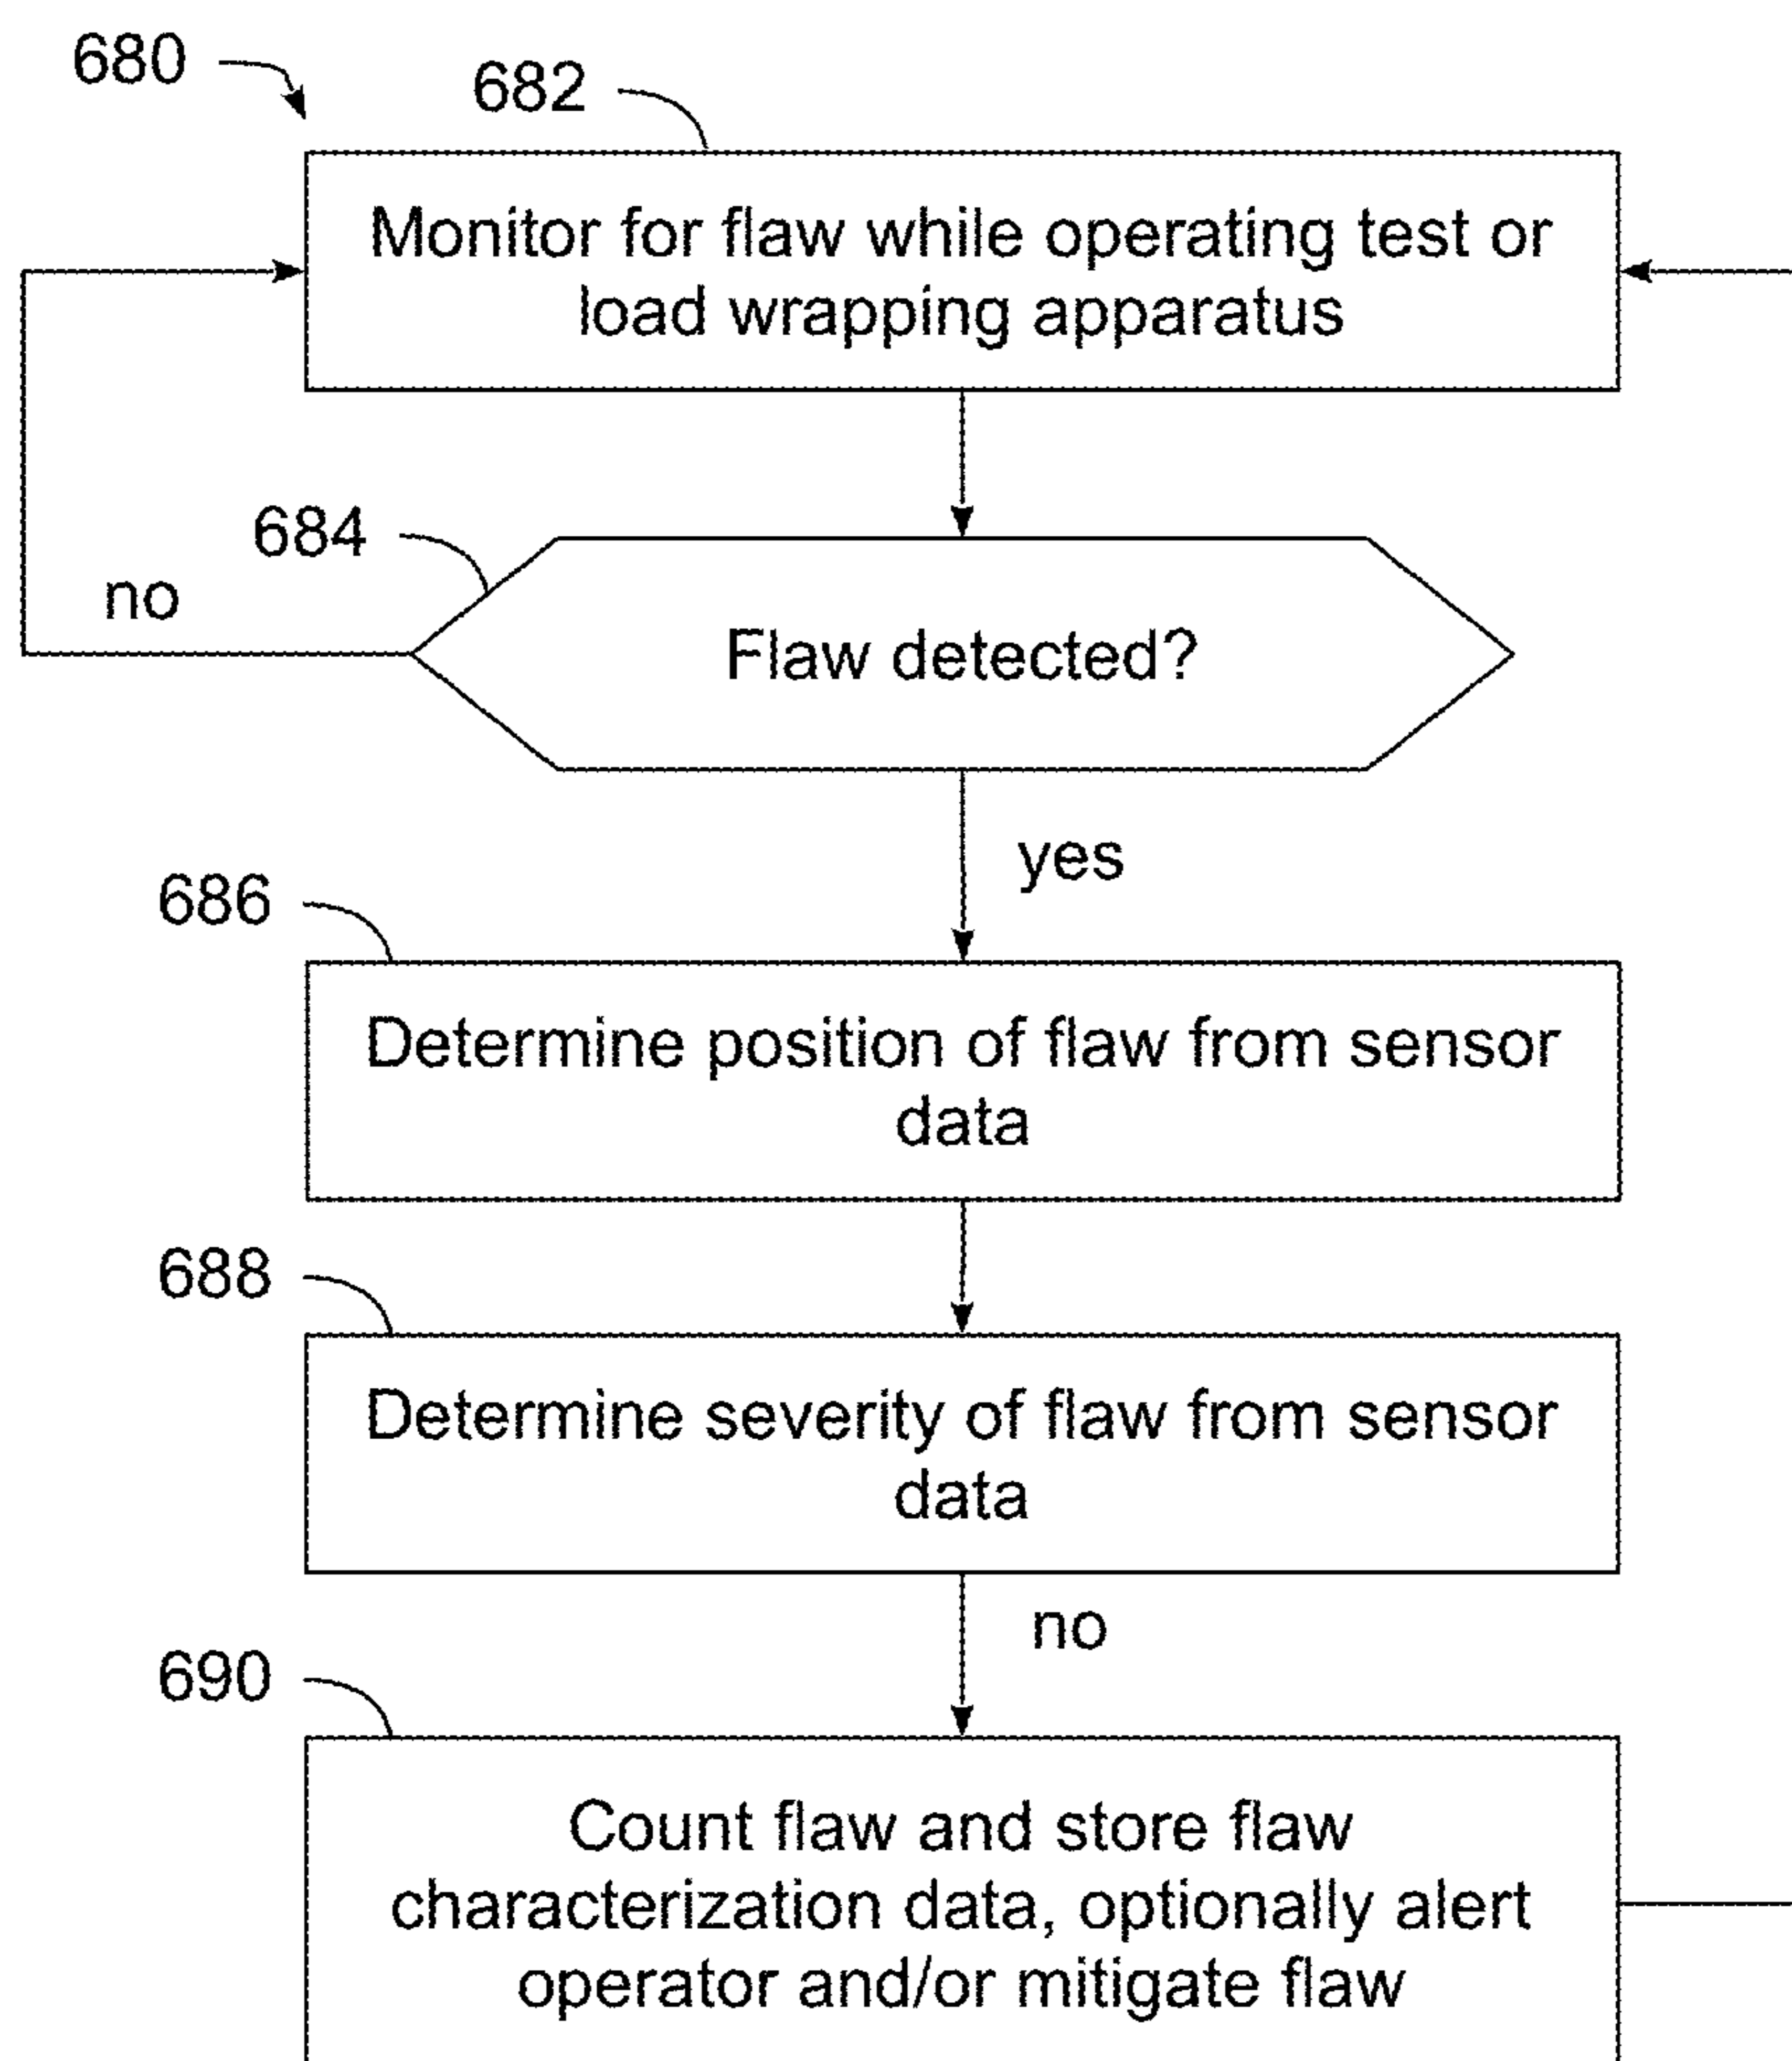 680
682
Monitor for flaw while operating test or
load wrapping apparatus
684
no
Flaw detected?
yes
686
Determine position of flaw from sensor
data
688
Determine severity of flaw from sensor
data
no
690
Count flaw and store flaw
characterization data, optionally alert
operator and/or mitigate flaw